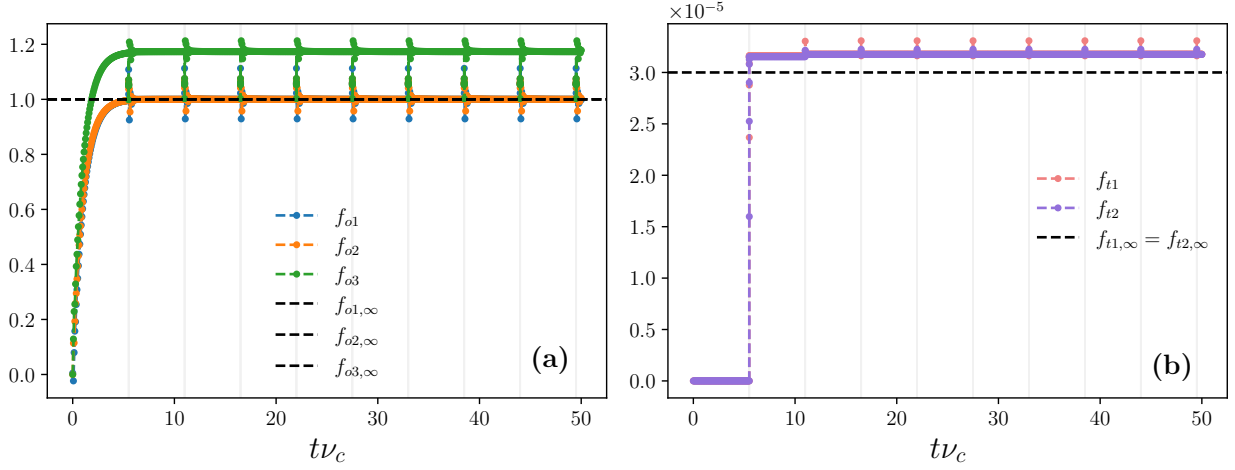 1.2
1.0
0.8
0.6
0.4
0.2
0.0
0 10 20 30 40 50
tν_c
f_{o1}
f_{o2}
f_{o3}
f_{o1,∞}
f_{o2,∞}
f_{o3,∞}
(a)
×10⁻⁵
3.0
2.5
2.0
1.5
1.0
0.5
0.0
0 10 20 30 40 50
tν_c
f_{t1}
f_{t2}
f_{t1,∞} = f_{t2,∞}
(b)